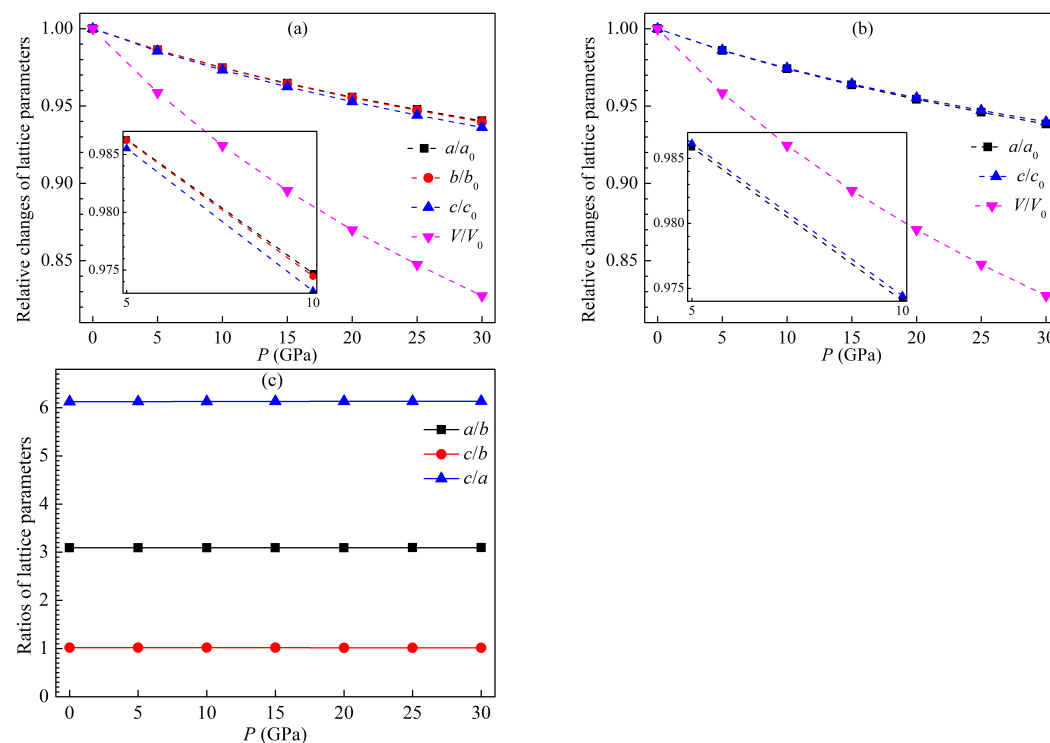 (a)
Relative changes of lattice parameters
1.00
0.95
0.90
0.85
a/a0
b/b0
c/c0
V/V0
0.985
0.980
0.975
5 10
0 5 10 15 20 25 30
P (GPa)
(b)
Relative changes of lattice parameters
1.00
0.95
0.90
0.85
a/a0
c/c0
V/V0
0.985
0.980
0.975
5 10
0 5 10 15 20 25 30
P (GPa)
(c)
Ratios of lattice parameters
6
5
4
3
2
1
0
a/b
c/b
c/a
0 5 10 15 20 25 30
P (GPa)